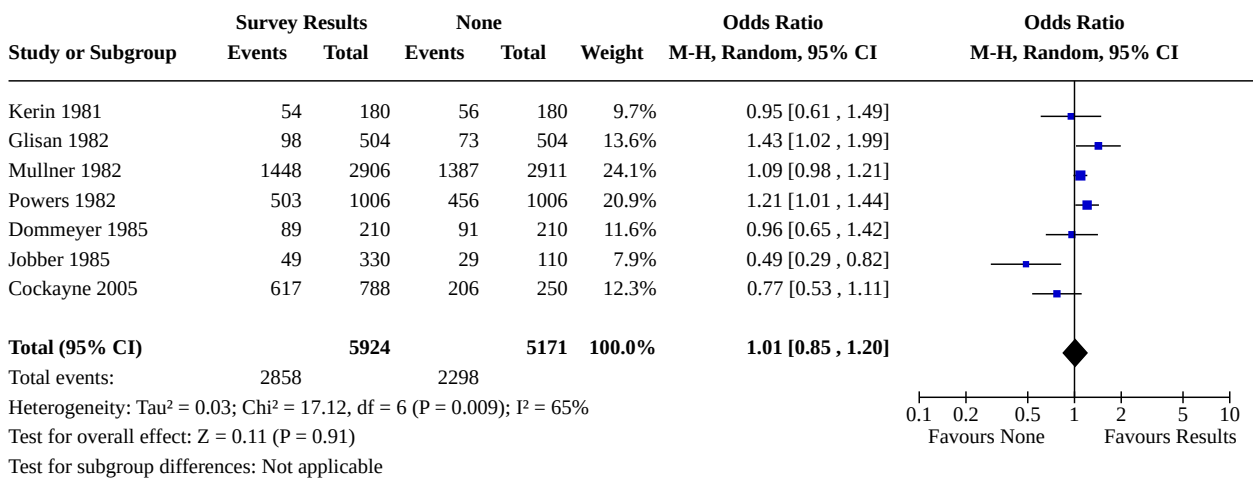 Survey Results None Odds Ratio Odds Ratio
Study or Subgroup Events Total Events Total Weight M-H, Random, 95% CI M-H, Random, 95% CI
Kerin 1981 54 180 56 180 9.7% 0.95 [0.61 , 1.49]
Glisan 1982 98 504 73 504 13.6% 1.43 [1.02 , 1.99]
Mullner 1982 1448 2906 1387 2911 24.1% 1.09 [0.98 , 1.21]
Powers 1982 503 1006 456 1006 20.9% 1.21 [1.01 , 1.44]
Dommeyer 1985 89 210 91 210 11.6% 0.96 [0.65 , 1.42]
Jobber 1985 49 330 29 110 7.9% 0.49 [0.29 , 0.82]
Cockayne 2005 617 788 206 250 12.3% 0.77 [0.53 , 1.11]
Total (95% CI) 5924 5171 100.0% 1.01 [0.85 , 1.20]
Total events: 2858 2298
Heterogeneity: Tau² = 0.03; Chi² = 17.12, df = 6 (P = 0.009); I² = 65%
0.1 0.2 0.5 1 2 5 10
Test for overall effect: Z = 0.11 (P = 0.91)
Favours None Favours Results
Test for subgroup differences: Not applicable